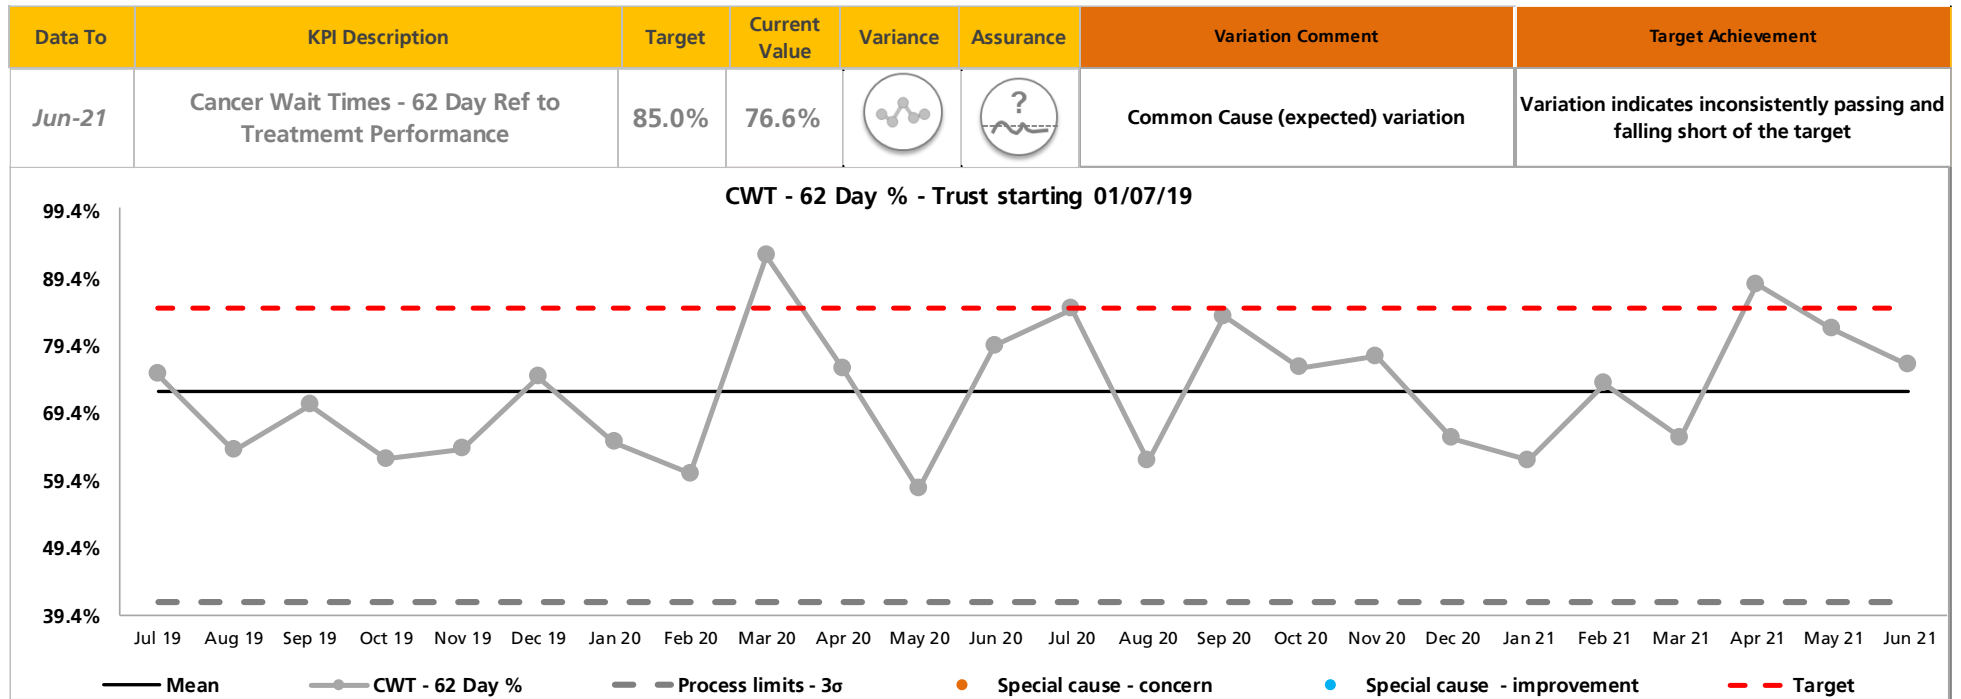 Data To
KPI Description
Target
Current
Value
Variance
Assurance
Variation Comment
Target Achievement
Jun-21
Cancer Wait Times - 62 Day Ref to
Treatmemt Performance
85.0%
76.6%
?
Common Cause (expected) variation
Variation indicates inconsistently passing and
falling short of the target
CWT - 62 Day % - Trust starting 01/07/19
99.4%
89.4%
79.4%
69.4%
59.4%
49.4%
39.4%
Jul 19 Aug 19 Sep 19 Oct 19 Nov 19 Dec 19 Jan 20 Feb 20 Mar 20 Apr 20 May 20 Jun 20 Jul 20 Aug 20 Sep 20 Oct 20 Nov 20 Dec 20 Jan 21 Feb 21 Mar 21 Apr 21 May 21 Jun 21
Mean CWT - 62 Day % Process limits - 3σ Special cause - concern Special cause - improvement Target